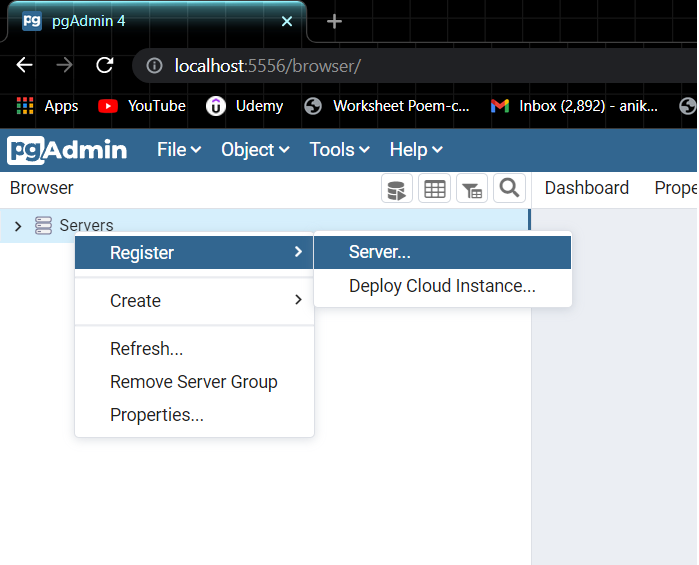 pg pgAdmin 4
localhost:5556/browser/
Apps YouTube Udemy Worksheet Poem-c... Inbox (2,892) - anik...
pgAdmin File Object Tools Help
Browser Dashboard Prope
Servers
Register Server...
Deploy Cloud Instance...
Create
Refresh...
Remove Server Group
Properties...